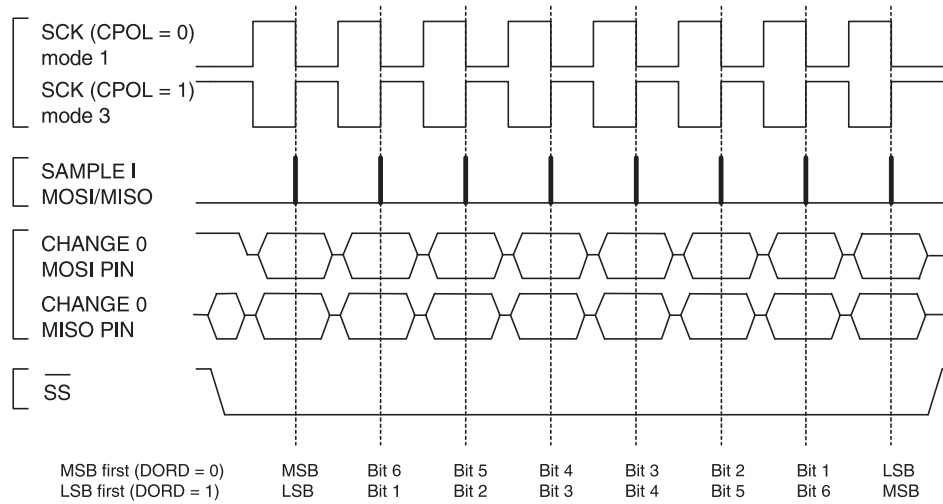 SCK (CPOL = 0)
mode 1
SCK (CPOL = 1)
mode 3
SAMPLE I
MOSI/MISO
CHANGE 0
MOSI PIN
CHANGE 0
MISO PIN
SS
MSB first (DORD = 0) MSB Bit 6 Bit 5 Bit 4 Bit 3 Bit 2 Bit 1 LSB
LSB first (DORD = 1) LSB Bit 1 Bit 2 Bit 3 Bit 4 Bit 5 Bit 6 MSB